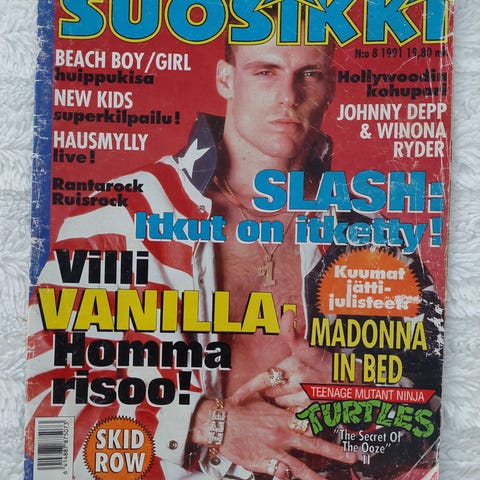 SUOSIKKI
N:o 8 1991 19,80 mk
BEACH BOY/GIRL
huippukisa
NEW KIDS
superkilpailu!
HAUSMYLLY
live!
Rantarock
Ruisrock
Hollywoodin
kohupari
JOHNNY DEPP
& WINONA
RYDER
SLASH:
Itkut on itketty!
Villi
VANILLA:
Homma
risoo!
Kuumat
jätti-
julisteet:
MADONNA
IN BED
TEENAGE MUTANT NINJA
TURTLES
"The Secret Of
The Ooze"
II
SKID
ROW